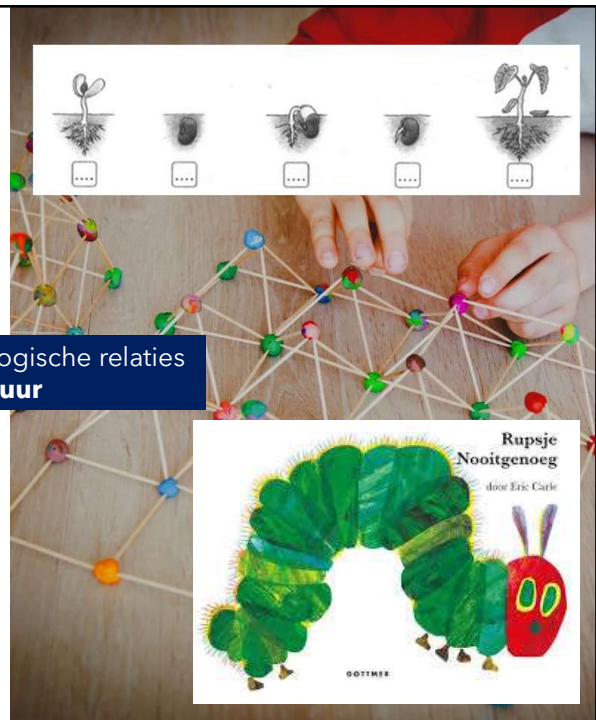 ....
....
....
....
....
ogische relaties
uur
Rupsje
Nooitgenoeg
door Eric Carle
GOTTMER